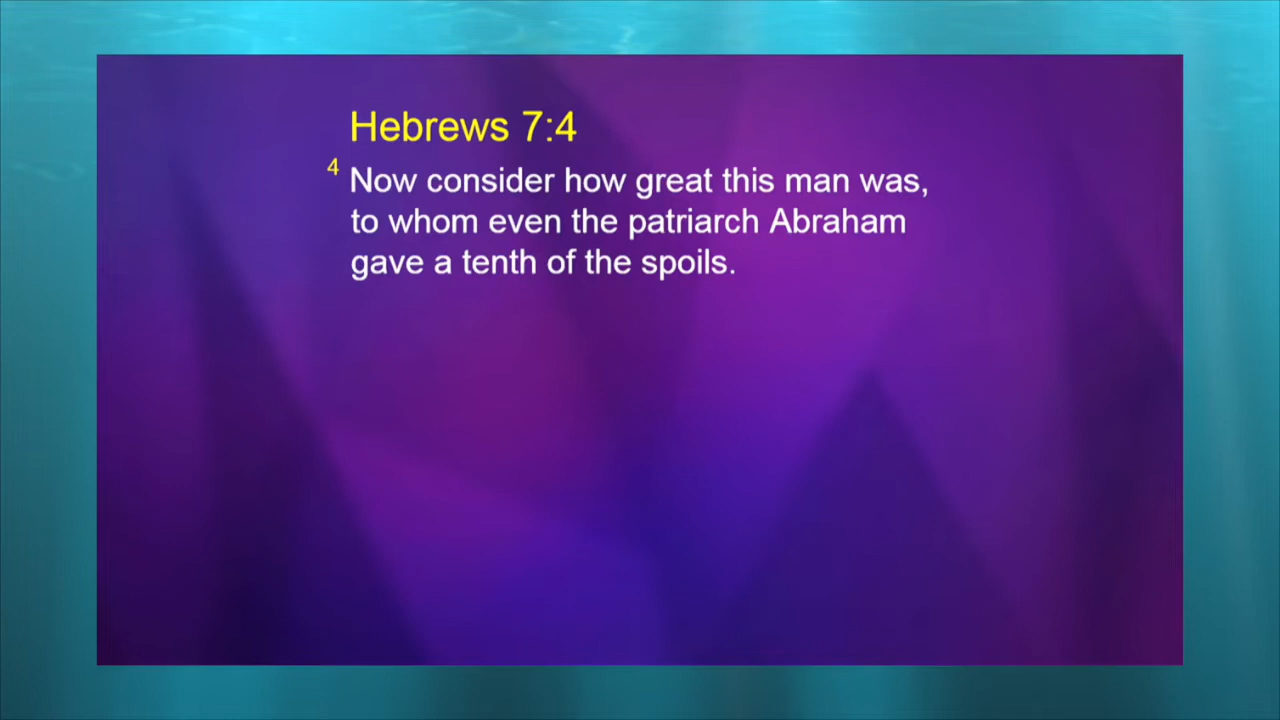 Hebrews 7:4
4 Now consider how great this man was,
to whom even the patriarch Abraham
gave a tenth of the spoils.